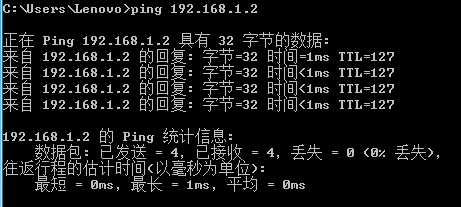 C:\Users\Lenovo>ping 192.168.1.2
正在 Ping 192.168.1.2 具有 32 字节的数据:
来自 192.168.1.2 的回复: 字节=32 时间=1ms TTL=127
来自 192.168.1.2 的回复: 字节=32 时间<1ms TTL=127
来自 192.168.1.2 的回复: 字节=32 时间<1ms TTL=127
来自 192.168.1.2 的回复: 字节=32 时间<1ms TTL=127
192.168.1.2 的 Ping 统计信息:
数据包: 已发送 = 4, 已接收 = 4, 丢失 = 0 (0% 丢失),
往返行程的估计时间(以毫秒为单位):
最短 = 0ms, 最长 = 1ms, 平均 = 0ms